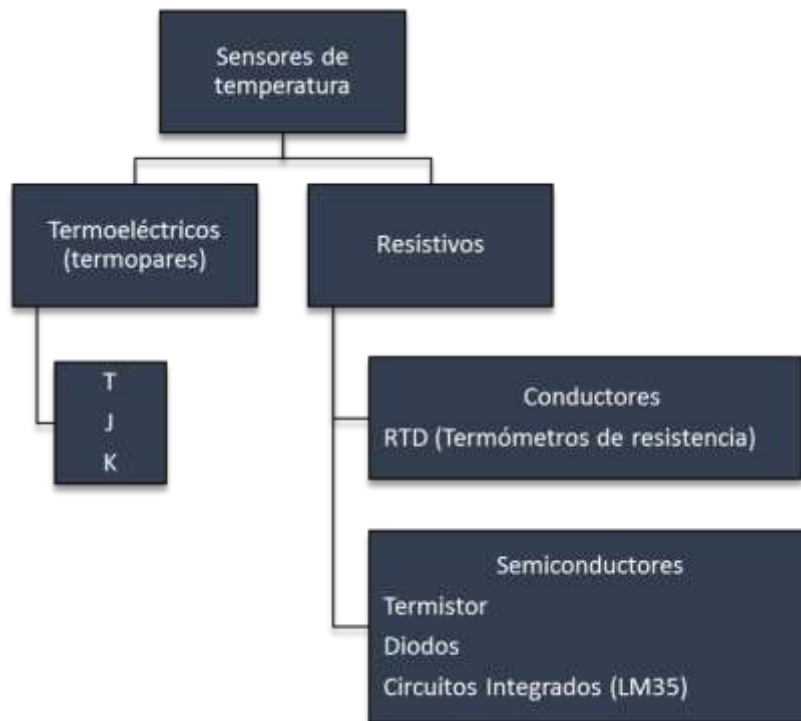 Sensores de
temperatura
Termoeléctricos
(termopares)
Resistivos
T
J
K
Conductores
RTD (Termómetros de resistencia)
Semiconductores
Termistor
Diodos
Circuitos Integrados (LM35)